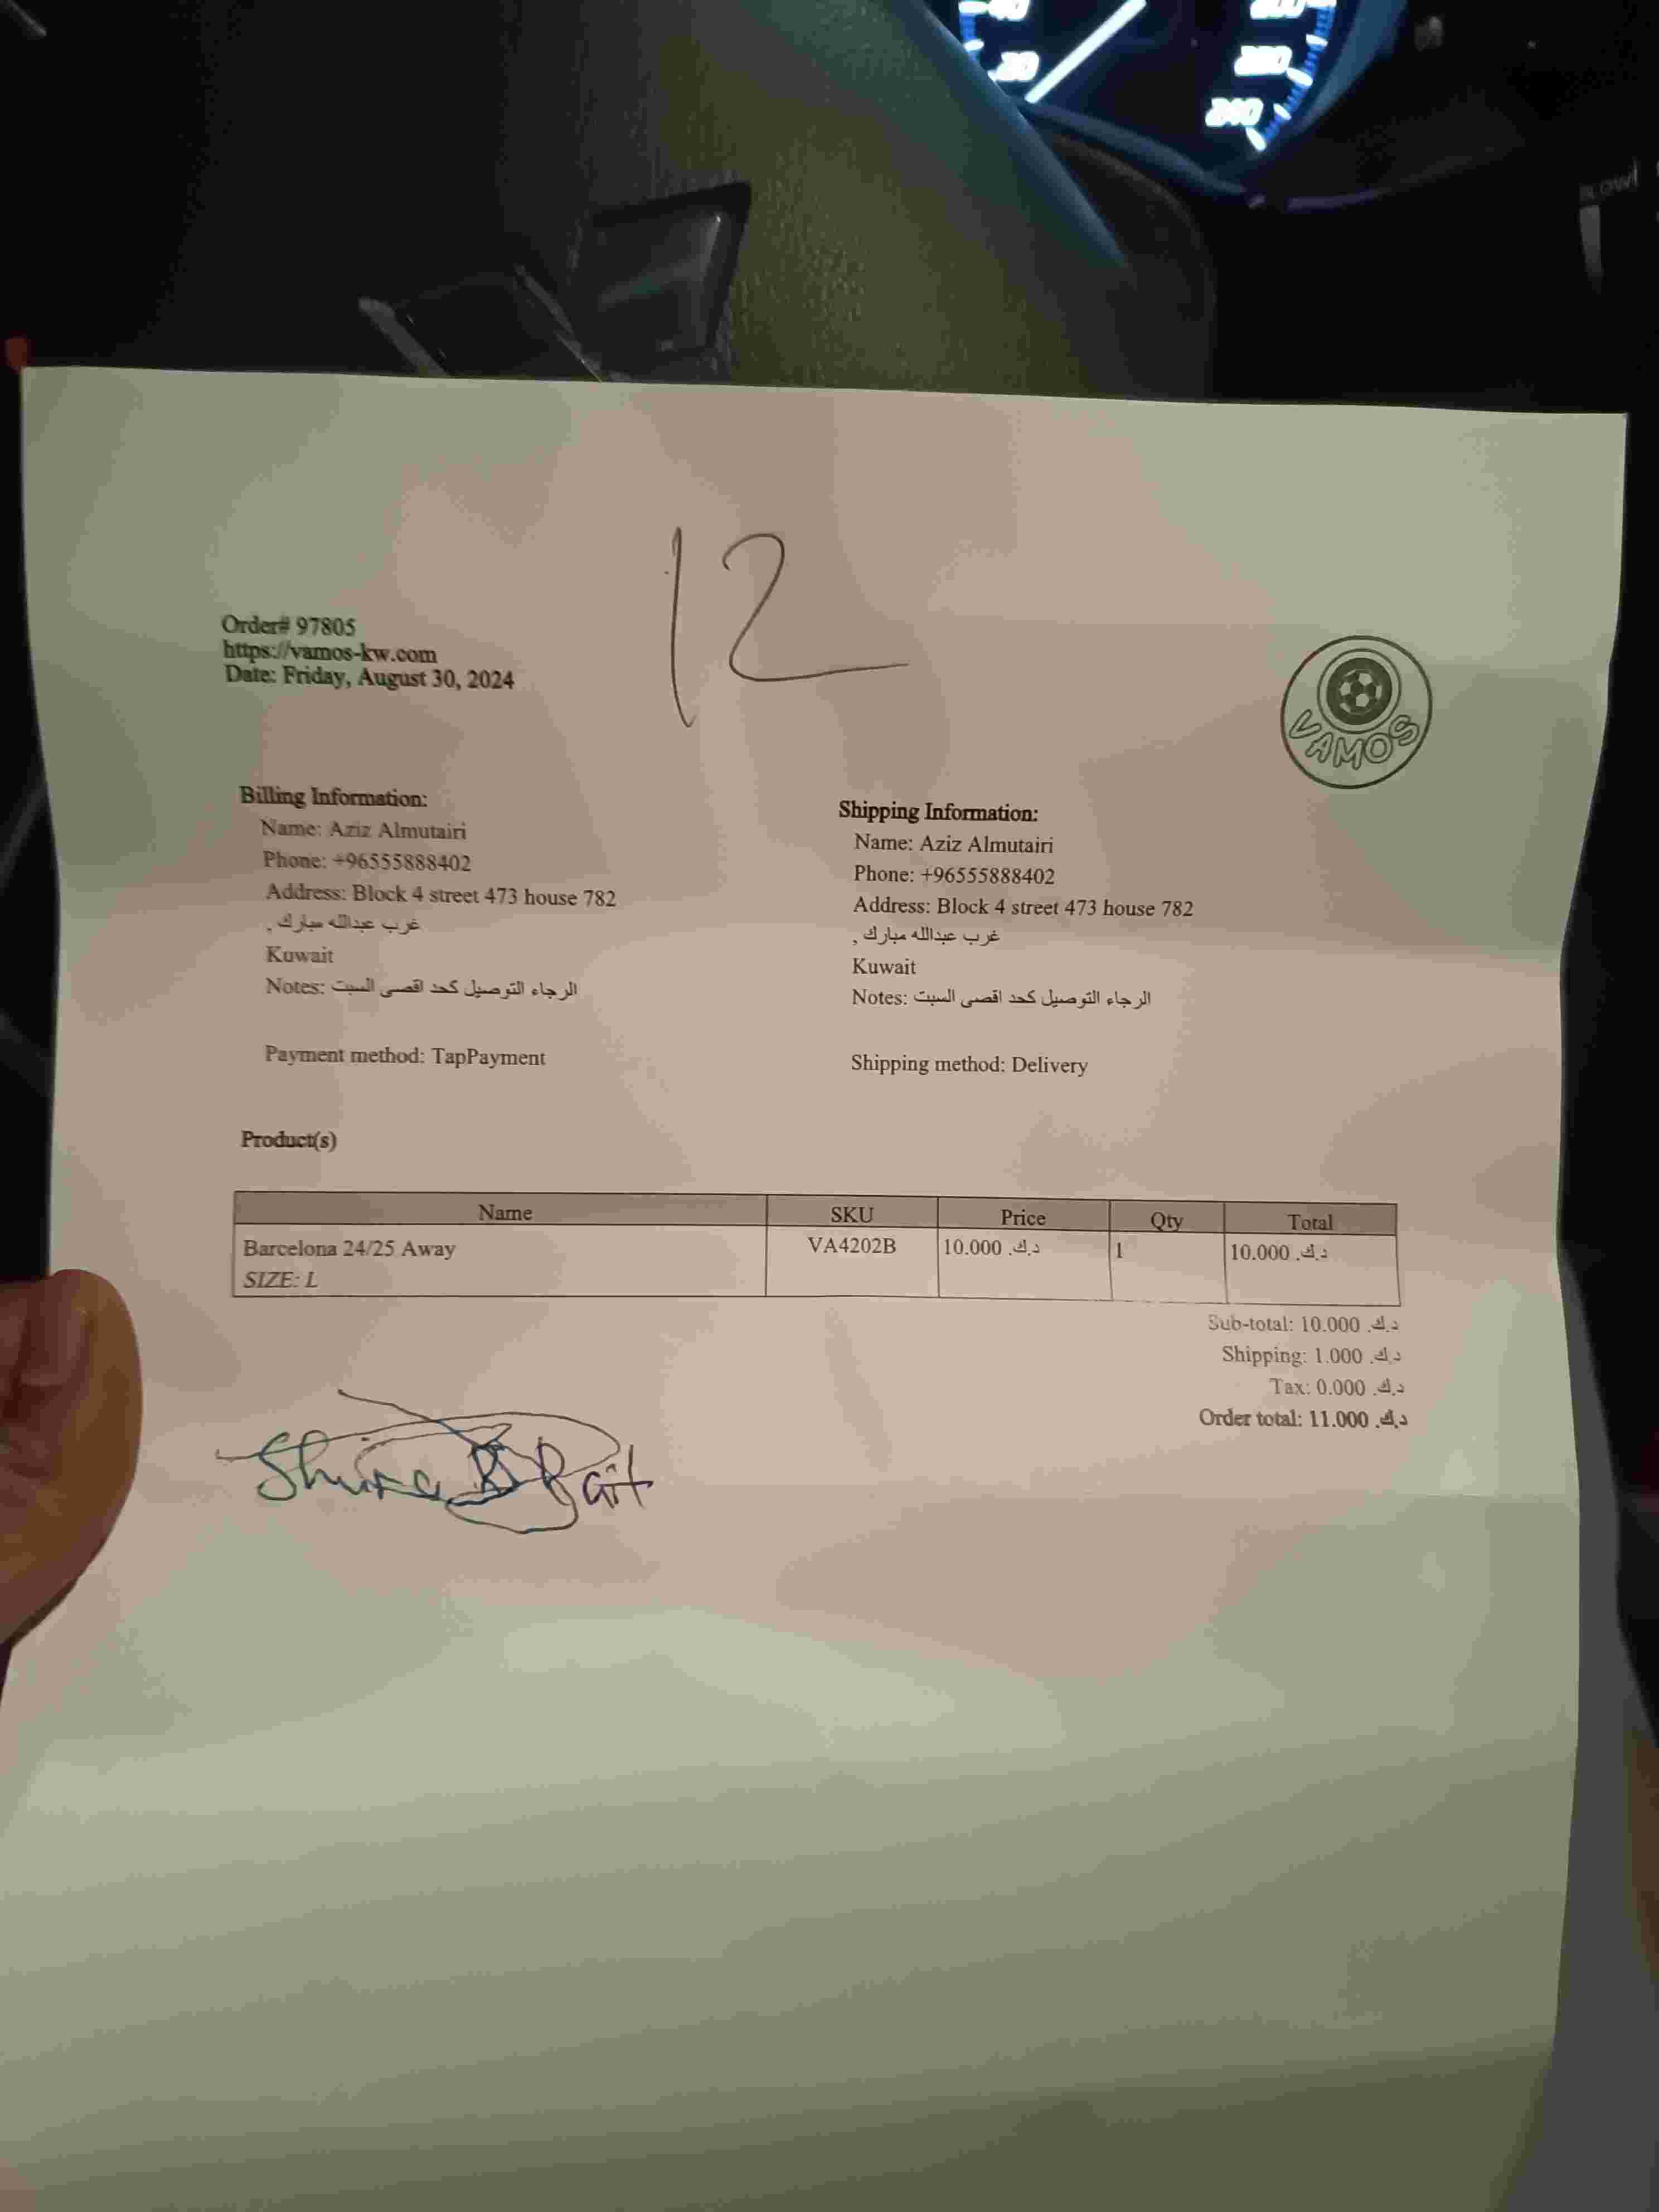 20
220
240
12
Order# 97805
https://vamos-kw.com
Date: Friday, August 30, 2024
VAMOS
Billing Information:
Name: Aziz Almutairi
Phone: +96555888402
Address: Block 4 street 473 house 782
غرب عبدالله مبارك ,
Kuwait
Notes: الرجاء التوصيل كحد اقصى السبت
Payment method: TapPayment
Shipping Information:
Name: Aziz Almutairi
Phone: +96555888402
Address: Block 4 street 473 house 782
غرب عبدالله مبارك ,
Kuwait
Notes: الرجاء التوصيل كحد اقصى السبت
Shipping method: Delivery
Product(s)
Name SKU Price Qty Total
Barcelona 24/25 Away VA4202B 10.000 د.ك. 1 10.000 د.ك.
SIZE: L
Sub-total: 10.000 د.ك.
Shipping: 1.000 د.ك.
Tax: 0.000 د.ك.
Order total: 11.000 د.ك.